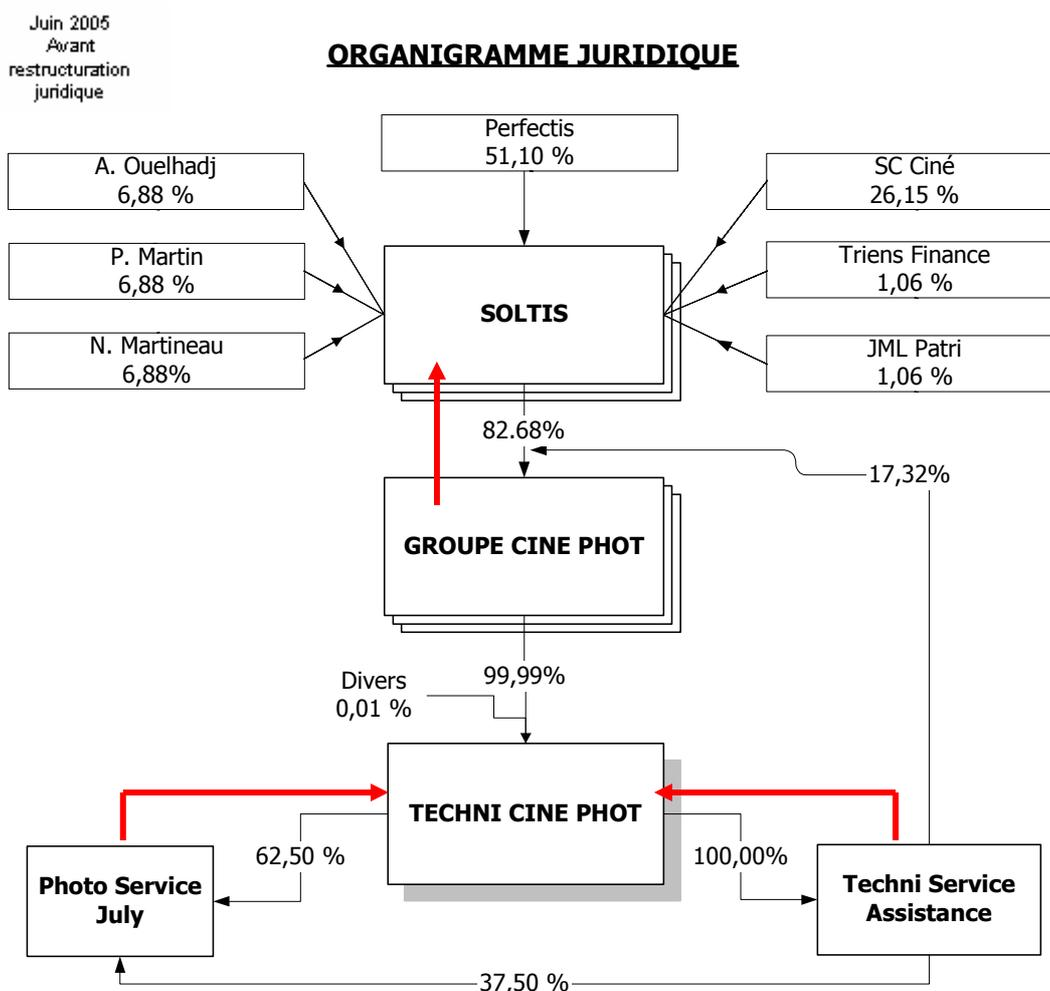 Juin 2005
Avant
restructuration
juridique
ORGANIGRAMME JURIDIQUE
Perfectis
51,10 %
A. Ouelhadj
6,88 %
SC Ciné
26,15 %
P. Martin
6,88 %
Triens Finance
1,06 %
SOLTIS
N. Martineau
6,88%
JML Patri
1,06 %
82.68%
17,32%
GROUPE CINE PHOT
99,99%
Divers
0,01 %
TECHNI CINE PHOT
62,50 %
100,00%
Photo Service
July
Techni Service
Assistance
37,50 %